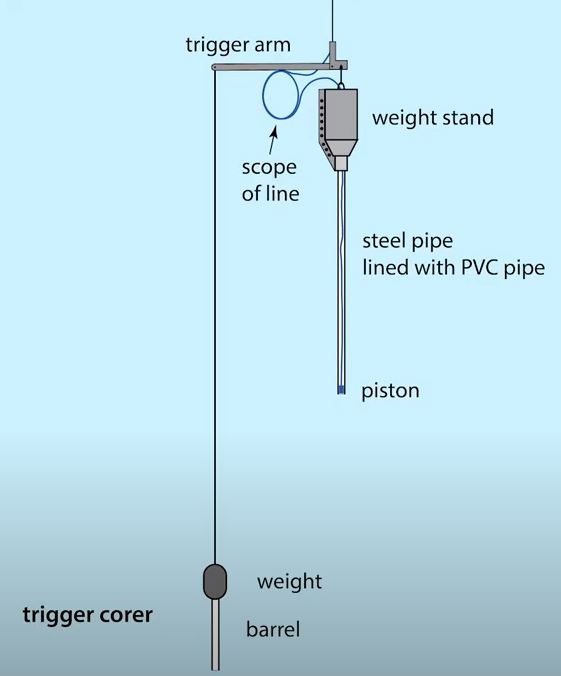 trigger arm
weight stand
scope
of line
steel pipe
lined with PVC pipe
piston
weight
trigger corer
barrel